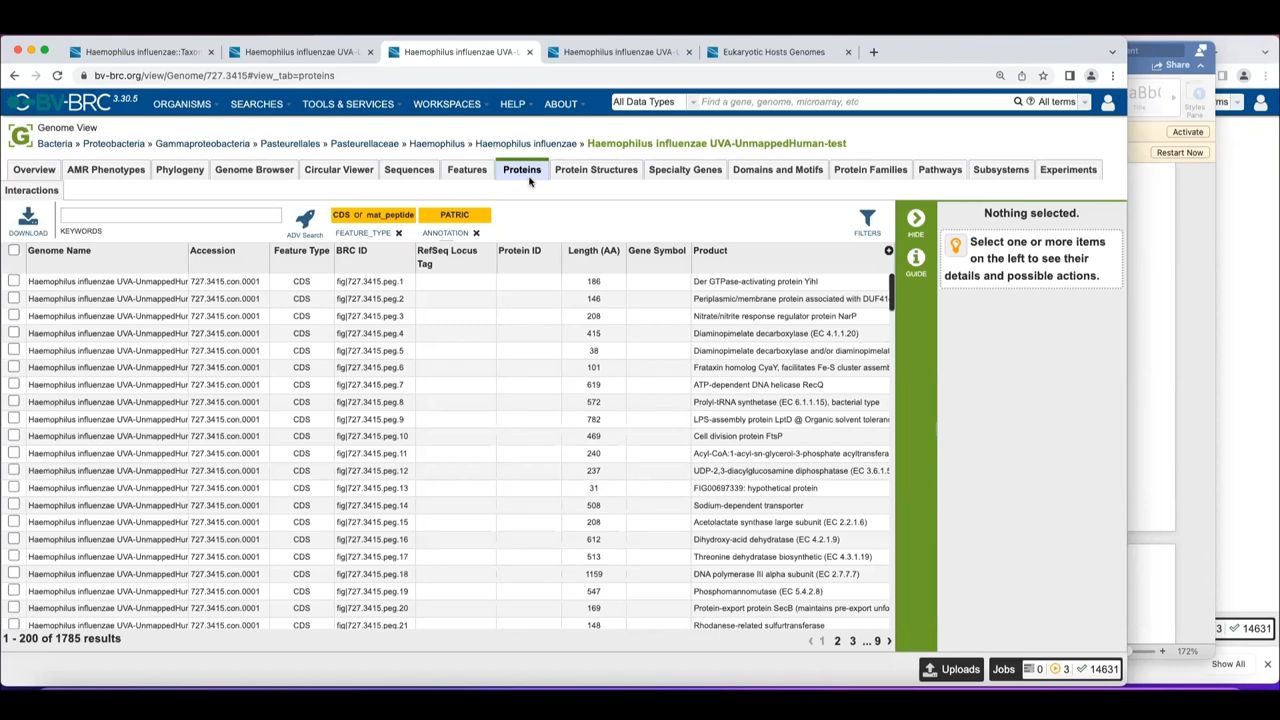 Haemophilus influenzae::Taxor
Haemophilus influenzae UVA-U
Haemophilus influenzae UVA-U
Haemophilus influenzae UVA-U
Eukaryotic Hosts Genomes
bv-brc.org/view/Genome/727.3415#view_tab=proteins
Share
BV-BRC 3.30.5 ORGANISMS SEARCHES TOOLS & SERVICES WORKSPACES HELP ABOUT All Data Types Find a gene, genome, microarray, etc All terms
Styles Pane
Activate
Restart Now
Genome View
Bacteria » Proteobacteria » Gammaproteobacteria » Pasteurellales » Pasteurellaceae » Haemophilus » Haemophilus influenzae » Haemophilus influenzae UVA-UnmappedHuman-test
Overview AMR Phenotypes Phylogeny Genome Browser Circular Viewer Sequences Features Proteins Protein Structures Specialty Genes Domains and Motifs Protein Families Pathways Subsystems Experiments
Interactions
DOWNLOAD KEYWORDS ADV Search CDS or mat_peptide FEATURE_TYPE PATRIC ANNOTATION FILTERS
HIDE
GUIDE
Nothing selected.
Select one or more items
on the left to see their
details and possible actions.
Genome Name Accession Feature Type BRC ID RefSeq Locus Tag Protein ID Length (AA) Gene Symbol Product
Haemophilus influenzae UVA-UnmappedHur 727.3415.con.0001 CDS fig|727.3415.peg.1 186 Der GTPase-activating protein YihI
Haemophilus influenzae UVA-UnmappedHur 727.3415.con.0001 CDS fig|727.3415.peg.2 146 Periplasmic/membrane protein associated with DUF41
Haemophilus influenzae UVA-UnmappedHur 727.3415.con.0001 CDS fig|727.3415.peg.3 208 Nitrate/nitrite response regulator protein NarP
Haemophilus influenzae UVA-UnmappedHur 727.3415.con.0001 CDS fig|727.3415.peg.4 415 Diaminopimelate decarboxylase (EC 4.1.1.20)
Haemophilus influenzae UVA-UnmappedHur 727.3415.con.0001 CDS fig|727.3415.peg.5 38 Diaminopimelate decarboxylase and/or diaminopimelat
Haemophilus influenzae UVA-UnmappedHur 727.3415.con.0001 CDS fig|727.3415.peg.6 101 Frataxin homolog CyaY, facilitates Fe-S cluster assemb
Haemophilus influenzae UVA-UnmappedHur 727.3415.con.0001 CDS fig|727.3415.peg.7 619 ATP-dependent DNA helicase RecQ
Haemophilus influenzae UVA-UnmappedHur 727.3415.con.0001 CDS fig|727.3415.peg.8 572 Prolyl-tRNA synthetase (EC 6.1.1.15), bacterial type
Haemophilus influenzae UVA-UnmappedHur 727.3415.con.0001 CDS fig|727.3415.peg.9 782 LPS-assembly protein LptD @ Organic solvent toleran
Haemophilus influenzae UVA-UnmappedHur 727.3415.con.0001 CDS fig|727.3415.peg.10 469 Cell division protein FtsP
Haemophilus influenzae UVA-UnmappedHur 727.3415.con.0001 CDS fig|727.3415.peg.11 240 Acyl-CoA:1-acyl-sn-glycerol-3-phosphate acyltransfera
Haemophilus influenzae UVA-UnmappedHur 727.3415.con.0001 CDS fig|727.3415.peg.12 237 UDP-2,3-diacylglucosamine diphosphatase (EC 3.6.1.5
Haemophilus influenzae UVA-UnmappedHur 727.3415.con.0001 CDS fig|727.3415.peg.13 31 FIG00697339: hypothetical protein
Haemophilus influenzae UVA-UnmappedHur 727.3415.con.0001 CDS fig|727.3415.peg.14 508 Sodium-dependent transporter
Haemophilus influenzae UVA-UnmappedHur 727.3415.con.0001 CDS fig|727.3415.peg.15 208 Acetolactate synthase large subunit (EC 2.2.1.6)
Haemophilus influenzae UVA-UnmappedHur 727.3415.con.0001 CDS fig|727.3415.peg.16 612 Dihydroxy-acid dehydratase (EC 4.2.1.9)
Haemophilus influenzae UVA-UnmappedHur 727.3415.con.0001 CDS fig|727.3415.peg.17 513 Threonine dehydratase biosynthetic (EC 4.3.1.19)
Haemophilus influenzae UVA-UnmappedHur 727.3415.con.0001 CDS fig|727.3415.peg.18 1159 DNA polymerase III alpha subunit (EC 2.7.7.7)
Haemophilus influenzae UVA-UnmappedHur 727.3415.con.0001 CDS fig|727.3415.peg.19 547 Phosphomannomutase (EC 5.4.2.8)
Haemophilus influenzae UVA-UnmappedHur 727.3415.con.0001 CDS fig|727.3415.peg.20 169 Protein-export protein SecB (maintains pre-export unfo
Haemophilus influenzae UVA-UnmappedHur 727.3415.con.0001 CDS fig|727.3415.peg.21 148 Rhodanese-related sulfurtransferase
1 - 200 of 1785 results 1 2 3 ... 9
Uploads Jobs 0 3 14631
3 14631
172%
Show All